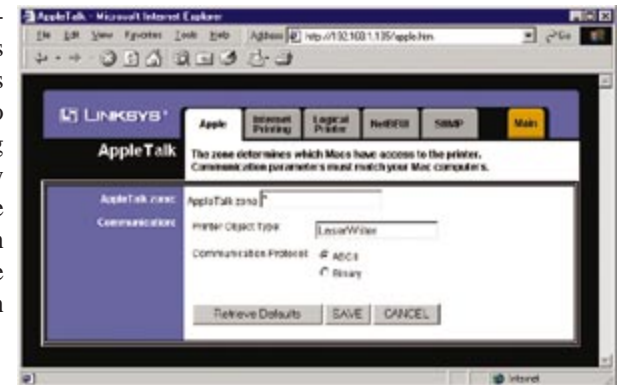 AppleTalk - Microsoft Internet Explorer
File Edit View Favorites Tools Help Address http://192.168.1.135/apple.htm Go
LINKSYS
Apple Internet Printing Logical Printer NetBEUI SNMP Main
AppleTalk
The zone determines which Macs have access to the printer.
Communication parameters must match your Mac computers.
AppleTalk zone: AppleTalk zone *
Communication: Printer Object Type: LaserWriter
Communication Protocol: ASCII
Binary
Retrieve Defaults SAVE CANCEL
Internet